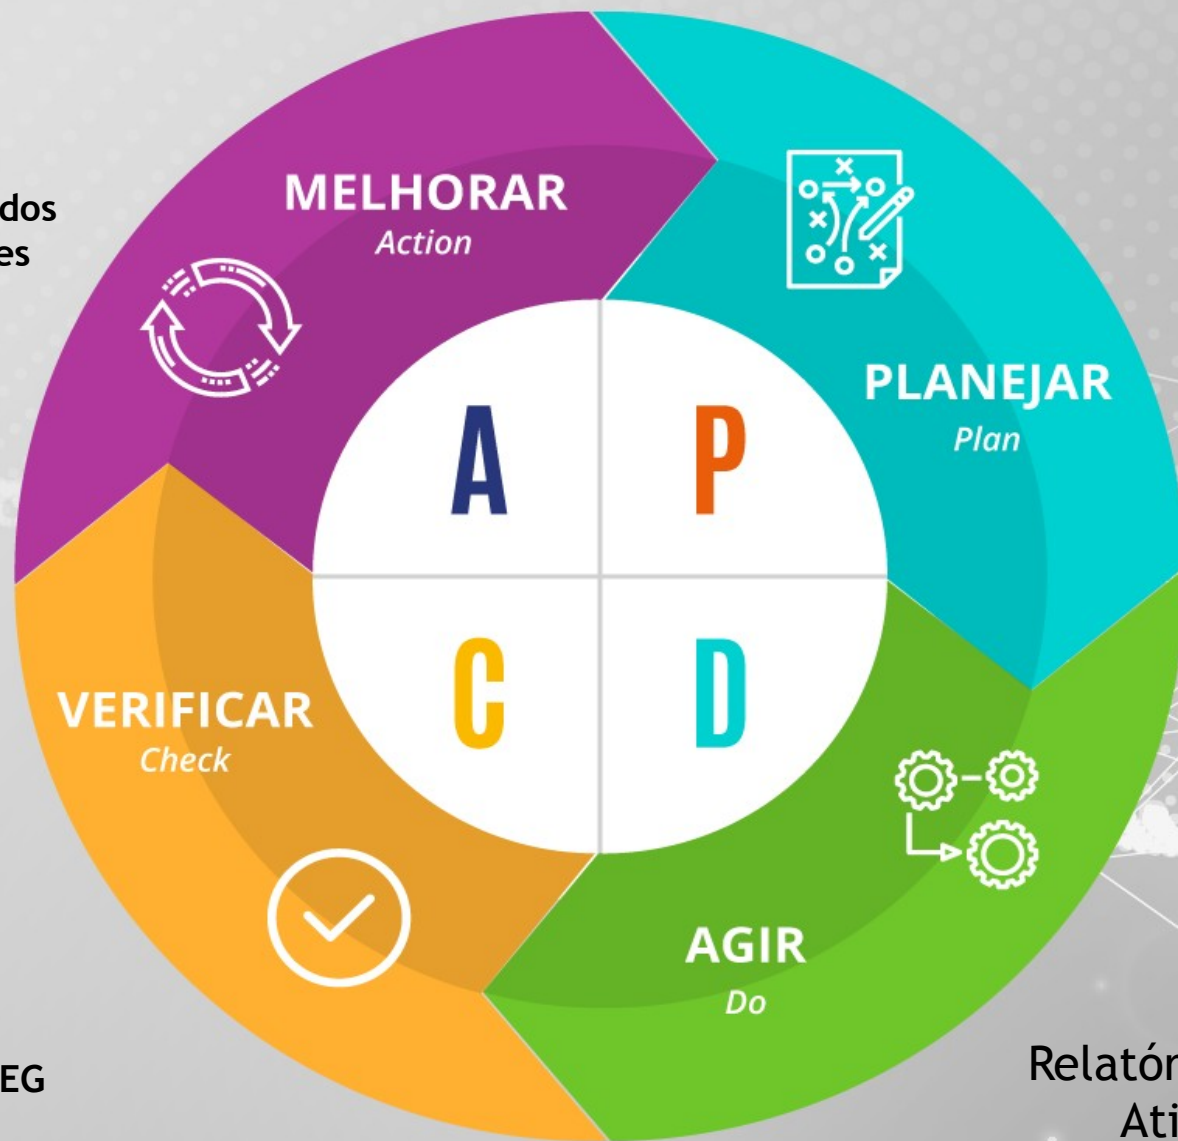 dos
es
MELHORAR
Action
PLANEJAR
Plan
A
P
C
D
VERIFICAR
Check
AGIR
Do
EG
Relatór
Ati